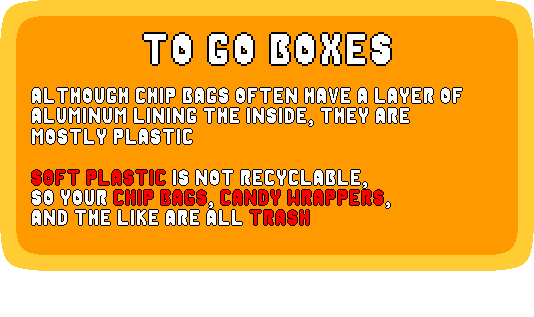 TO GO BOXES
ALTHOUGH CHIP BAGS OFTEN HAVE A LAYER OF
ALUMINUM LINING THE INSIDE, THEY ARE
MOSTLY PLASTIC
SOFT PLASTIC IS NOT RECYCLABLE,
SO YOUR CHIP BAGS, CANDY WRAPPERS,
AND THE LIKE ARE ALL TRASH